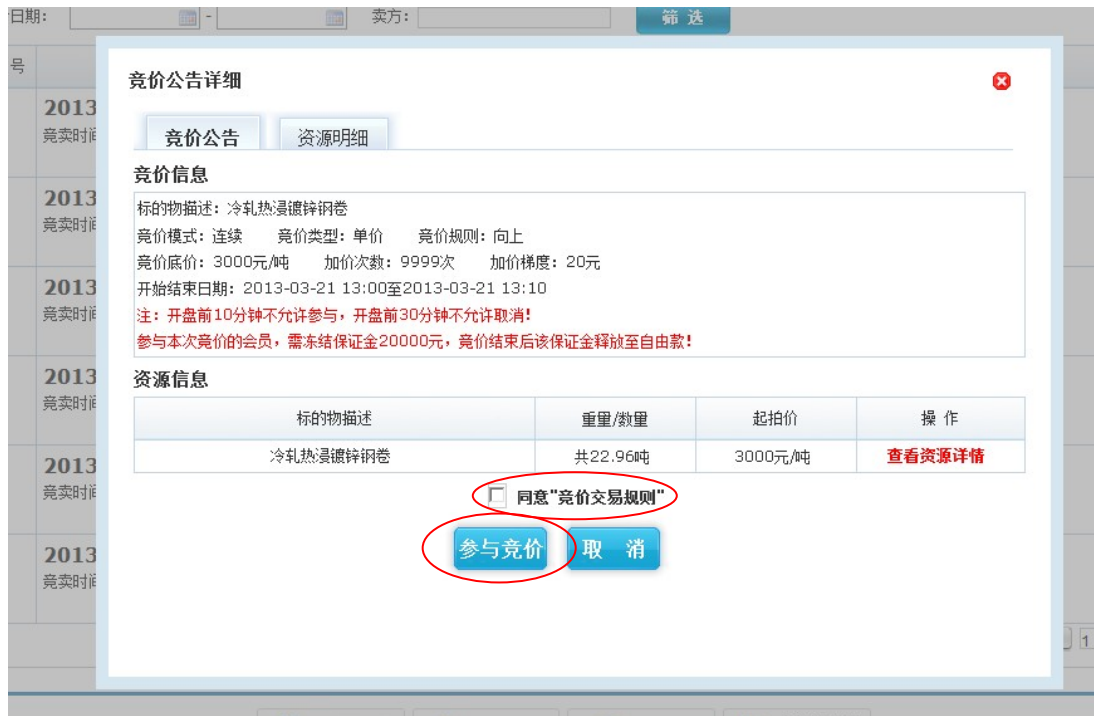 日期: - 卖方: 筛 选
号
竞价公告详细
竞价公告 资源明细
竞价信息
标的物描述：冷轧热浸镀锌钢卷
竞价模式：连续 竞价类型：单价 竞价规则：向上
竞价底价：3000元/吨 加价次数：9999次 加价梯度：20元
开始结束日期：2013-03-21 13:00至2013-03-21 13:10
注：开盘前10分钟不允许参与，开盘前30分钟不允许取消!
参与本次竞价的会员，需冻结保证金20000元，竞价结束后该保证金释放至自由款!
资源信息
标的物描述 重量/数量 起拍价 操 作
冷轧热浸镀锌钢卷 共22.96吨 3000元/吨 查看资源详情
同意"竞价交易规则"
参与竞价 取 消
2013
竞卖时间
2013
竞卖时间
2013
竞卖时间
2013
竞卖时间
2013
竞卖时间
2013
竞卖时间
1